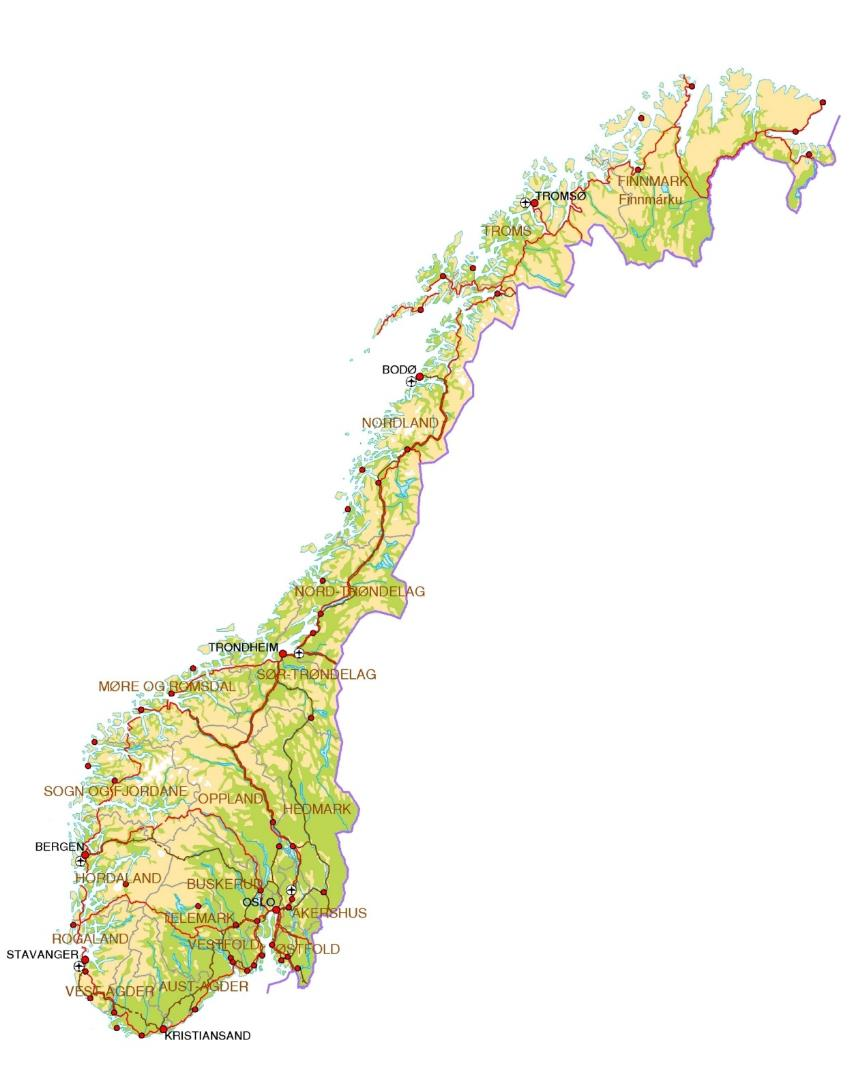 FINNMARK
Finnmárku
TROMSØ
TROMS
BODØ
NORDLAND
NORD-TRØNDELAG
TRONDHEIM
SØR-TRØNDELAG
MØRE OG ROMSDAL
SOGN OG FJORDANE
OPPLAND
HEDMARK
BERGEN
HORDALAND
BUSKERUD
OSLO
AKERSHUS
TELEMARK
ROGALAND
VESTFOLD
ØSTFOLD
STAVANGER
VEST-AGDER
AUST-AGDER
KRISTIANSAND